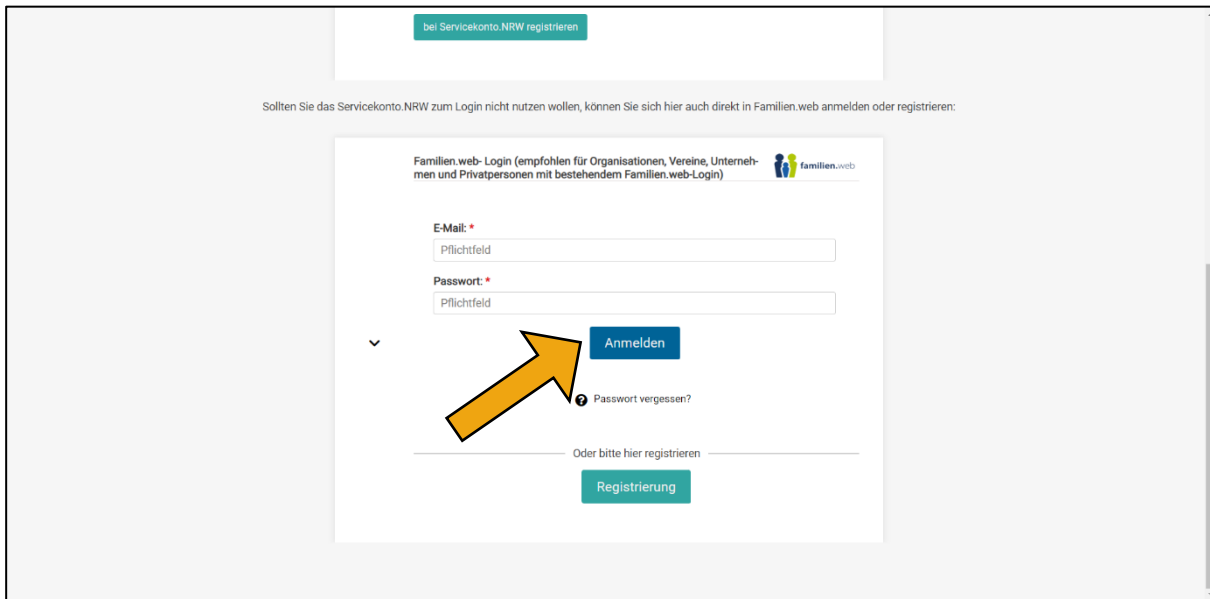 bei Servicekonto.NRW registrieren
Sollten Sie das Servicekonto.NRW zum Login nicht nutzen wollen, können Sie sich hier auch direkt in Familien.web anmelden oder registrieren:
Familien.web- Login (empfohlen für Organisationen, Vereine, Unterneh-
men und Privatpersonen mit bestehendem Familien.web-Login)
familien.web
E-Mail: *
Pflichtfeld
Passwort: *
Pflichtfeld
Anmelden
Passwort vergessen?
Oder bitte hier registrieren
Registrierung